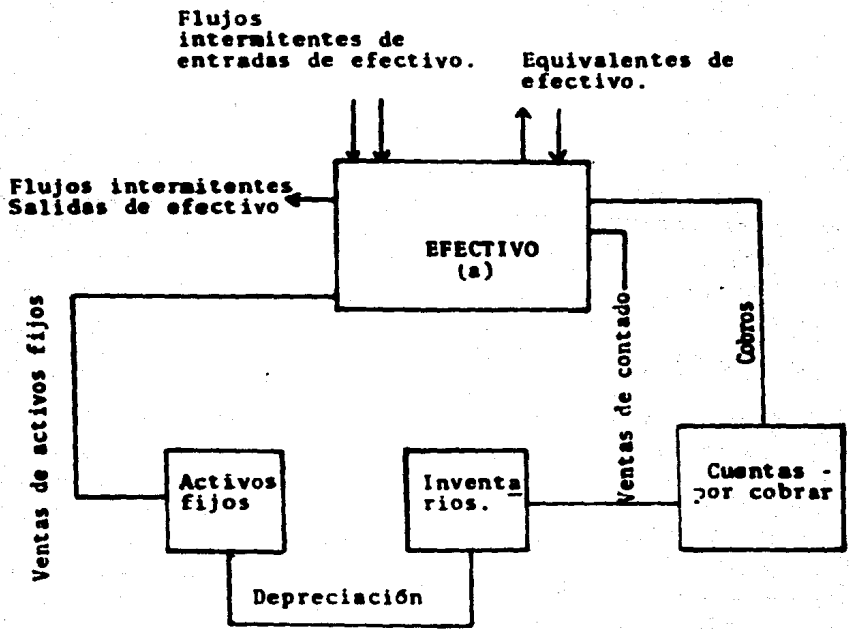 Flujos
intermitentes de
entradas de efectivo.
Equivalentes de
efectivo.
Flujos intermitentes
Salidas de efectivo
EFECTIVO
(a)
Ventas de activos fijos
Ventas de contado
Cobros
Activos
fijos
Inventa
rios.
Cuentas -
por cobrar
Depreciación